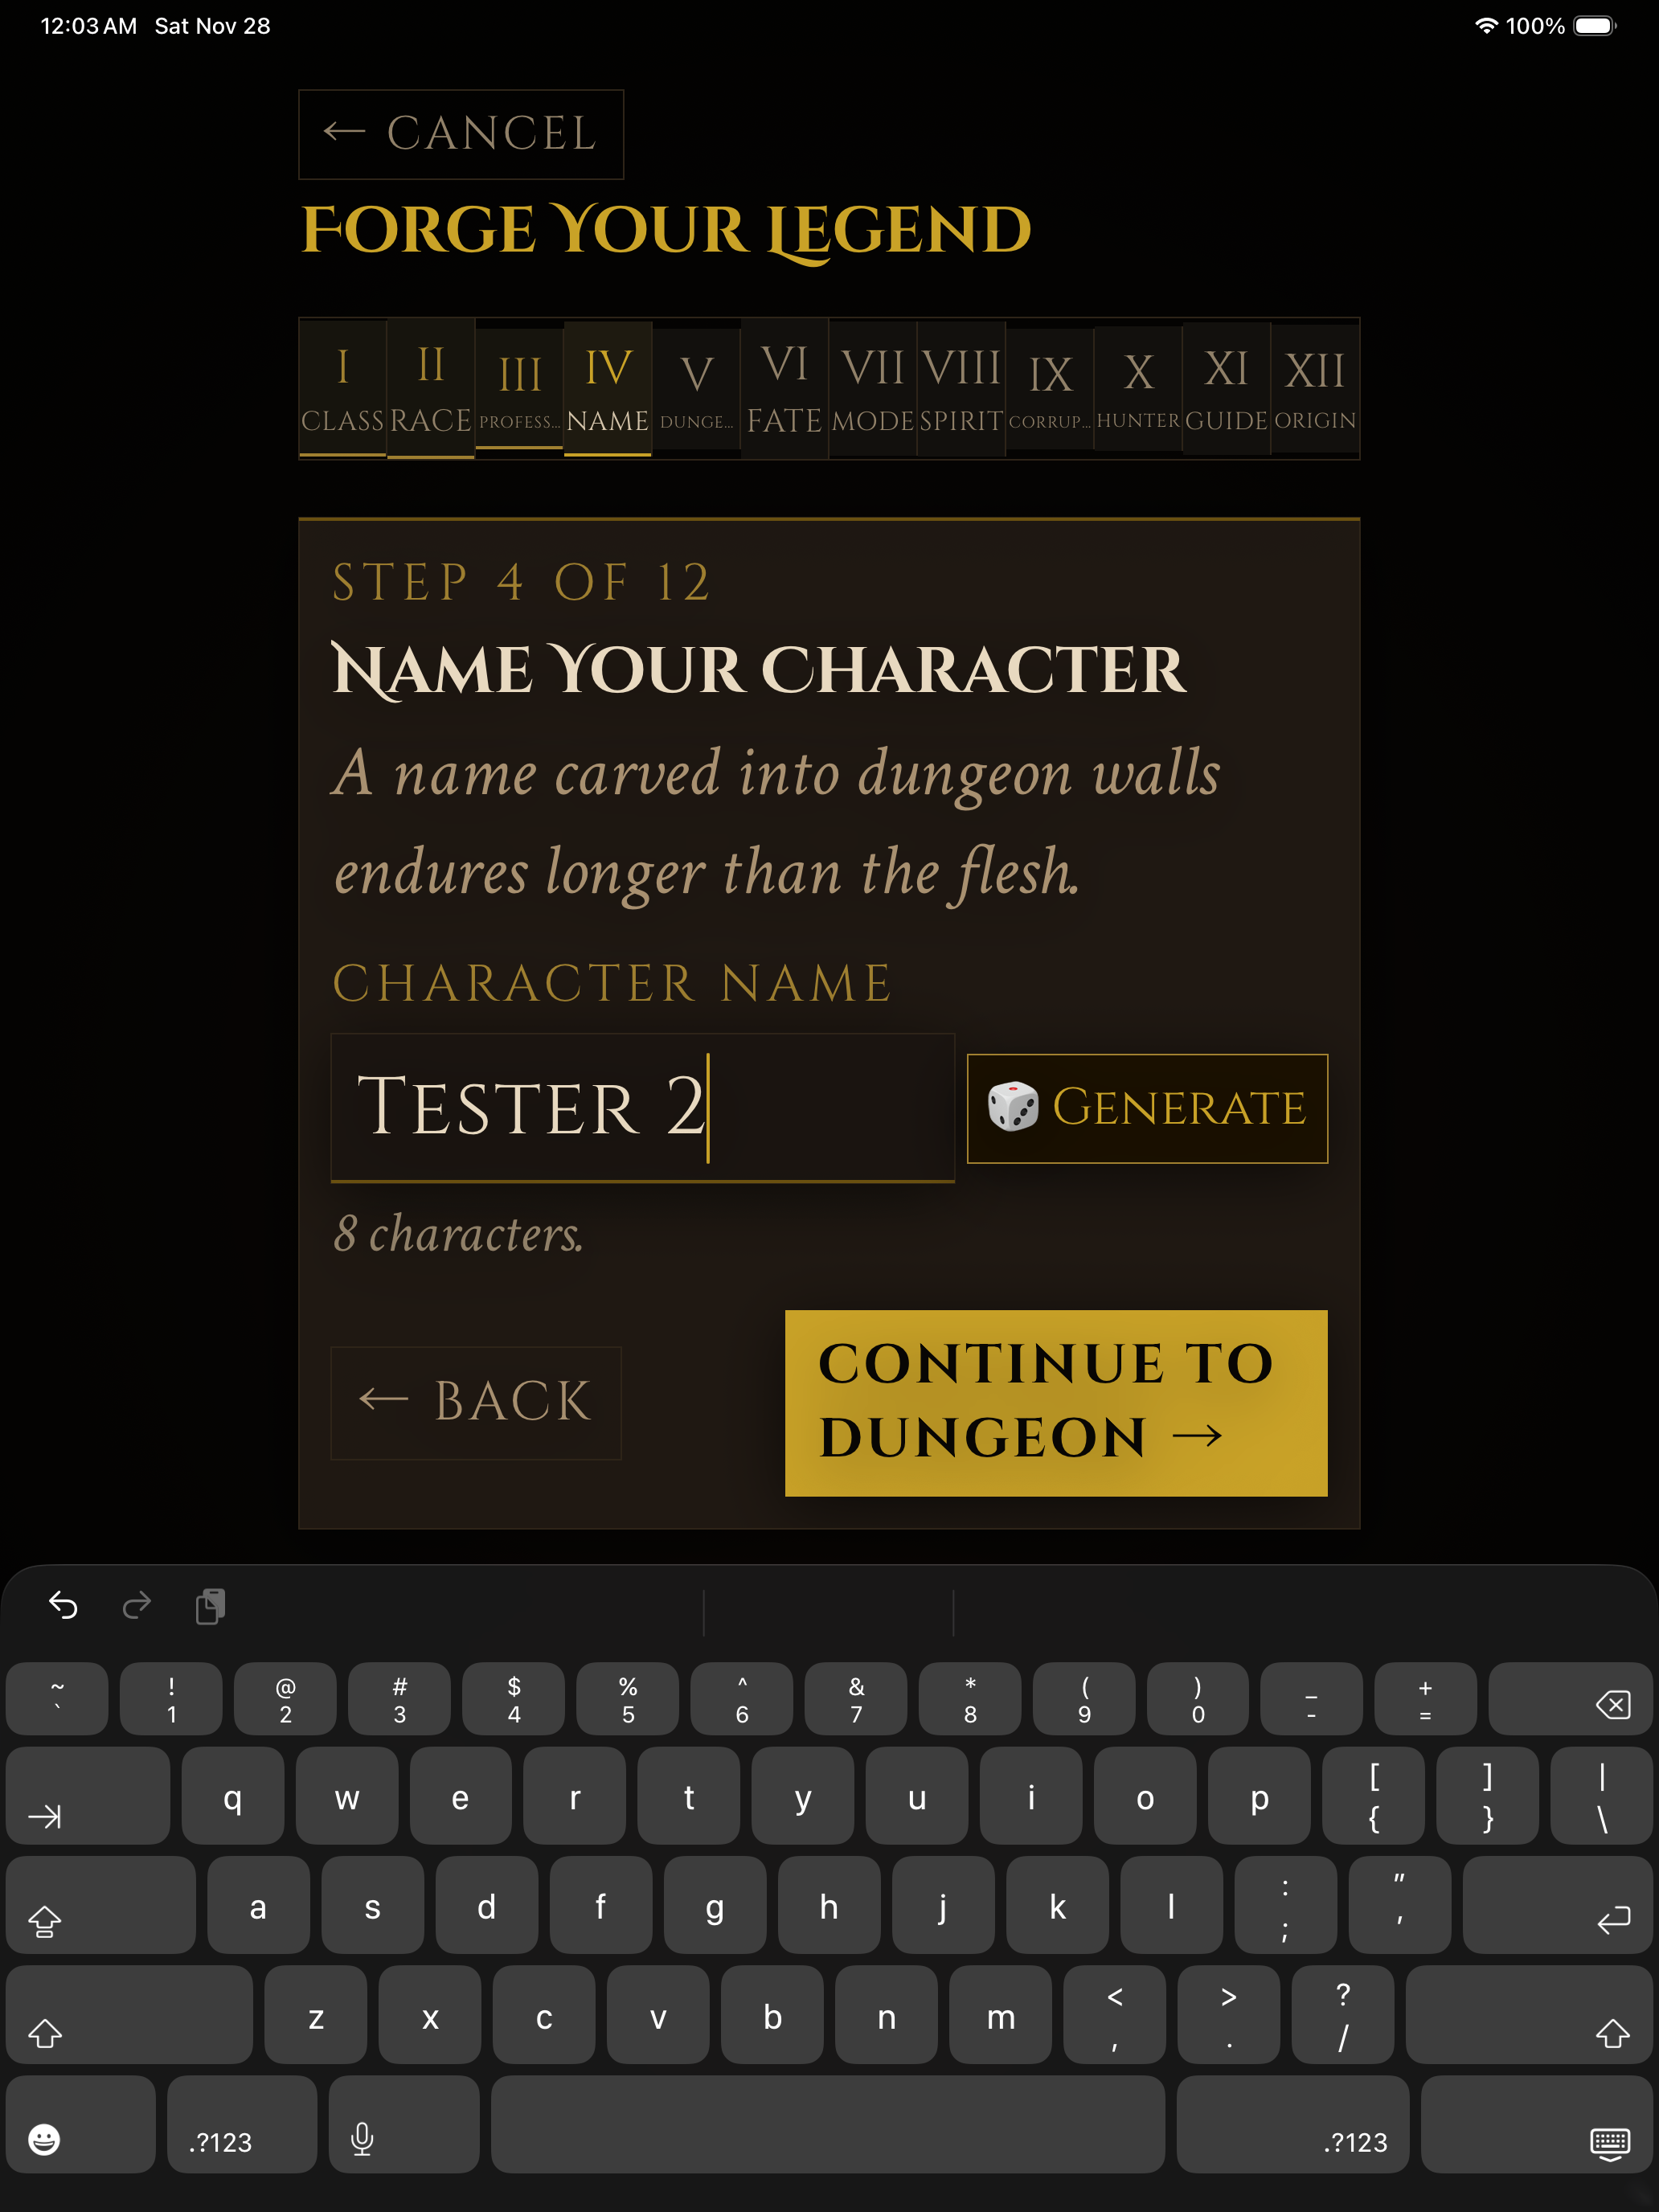 12:03 AM Sat Nov 28
100%
← CANCEL
Forge Your Legend
I II III IV V VI VII VIII IX X XI XII
CLASS RACE PROFESS... NAME DUNGE... FATE MODE SPIRIT CORRUP... HUNTER GUIDE ORIGIN
STEP 4 OF 12
Name Your Character
A name carved into dungeon walls
endures longer than the flesh.
CHARACTER NAME
Tester 2
Generate
8 characters.
← BACK
CONTINUE TO
DUNGEON →
~ ! @ # $ % ^ & * ( ) _ +
` 1 2 3 4 5 6 7 8 9 0 - =
q w e r t y u i o p [ ] |
{ } \
a s d f g h j k l : "
; '
z x c v b n m < > ?
, . /
.?123 .?123